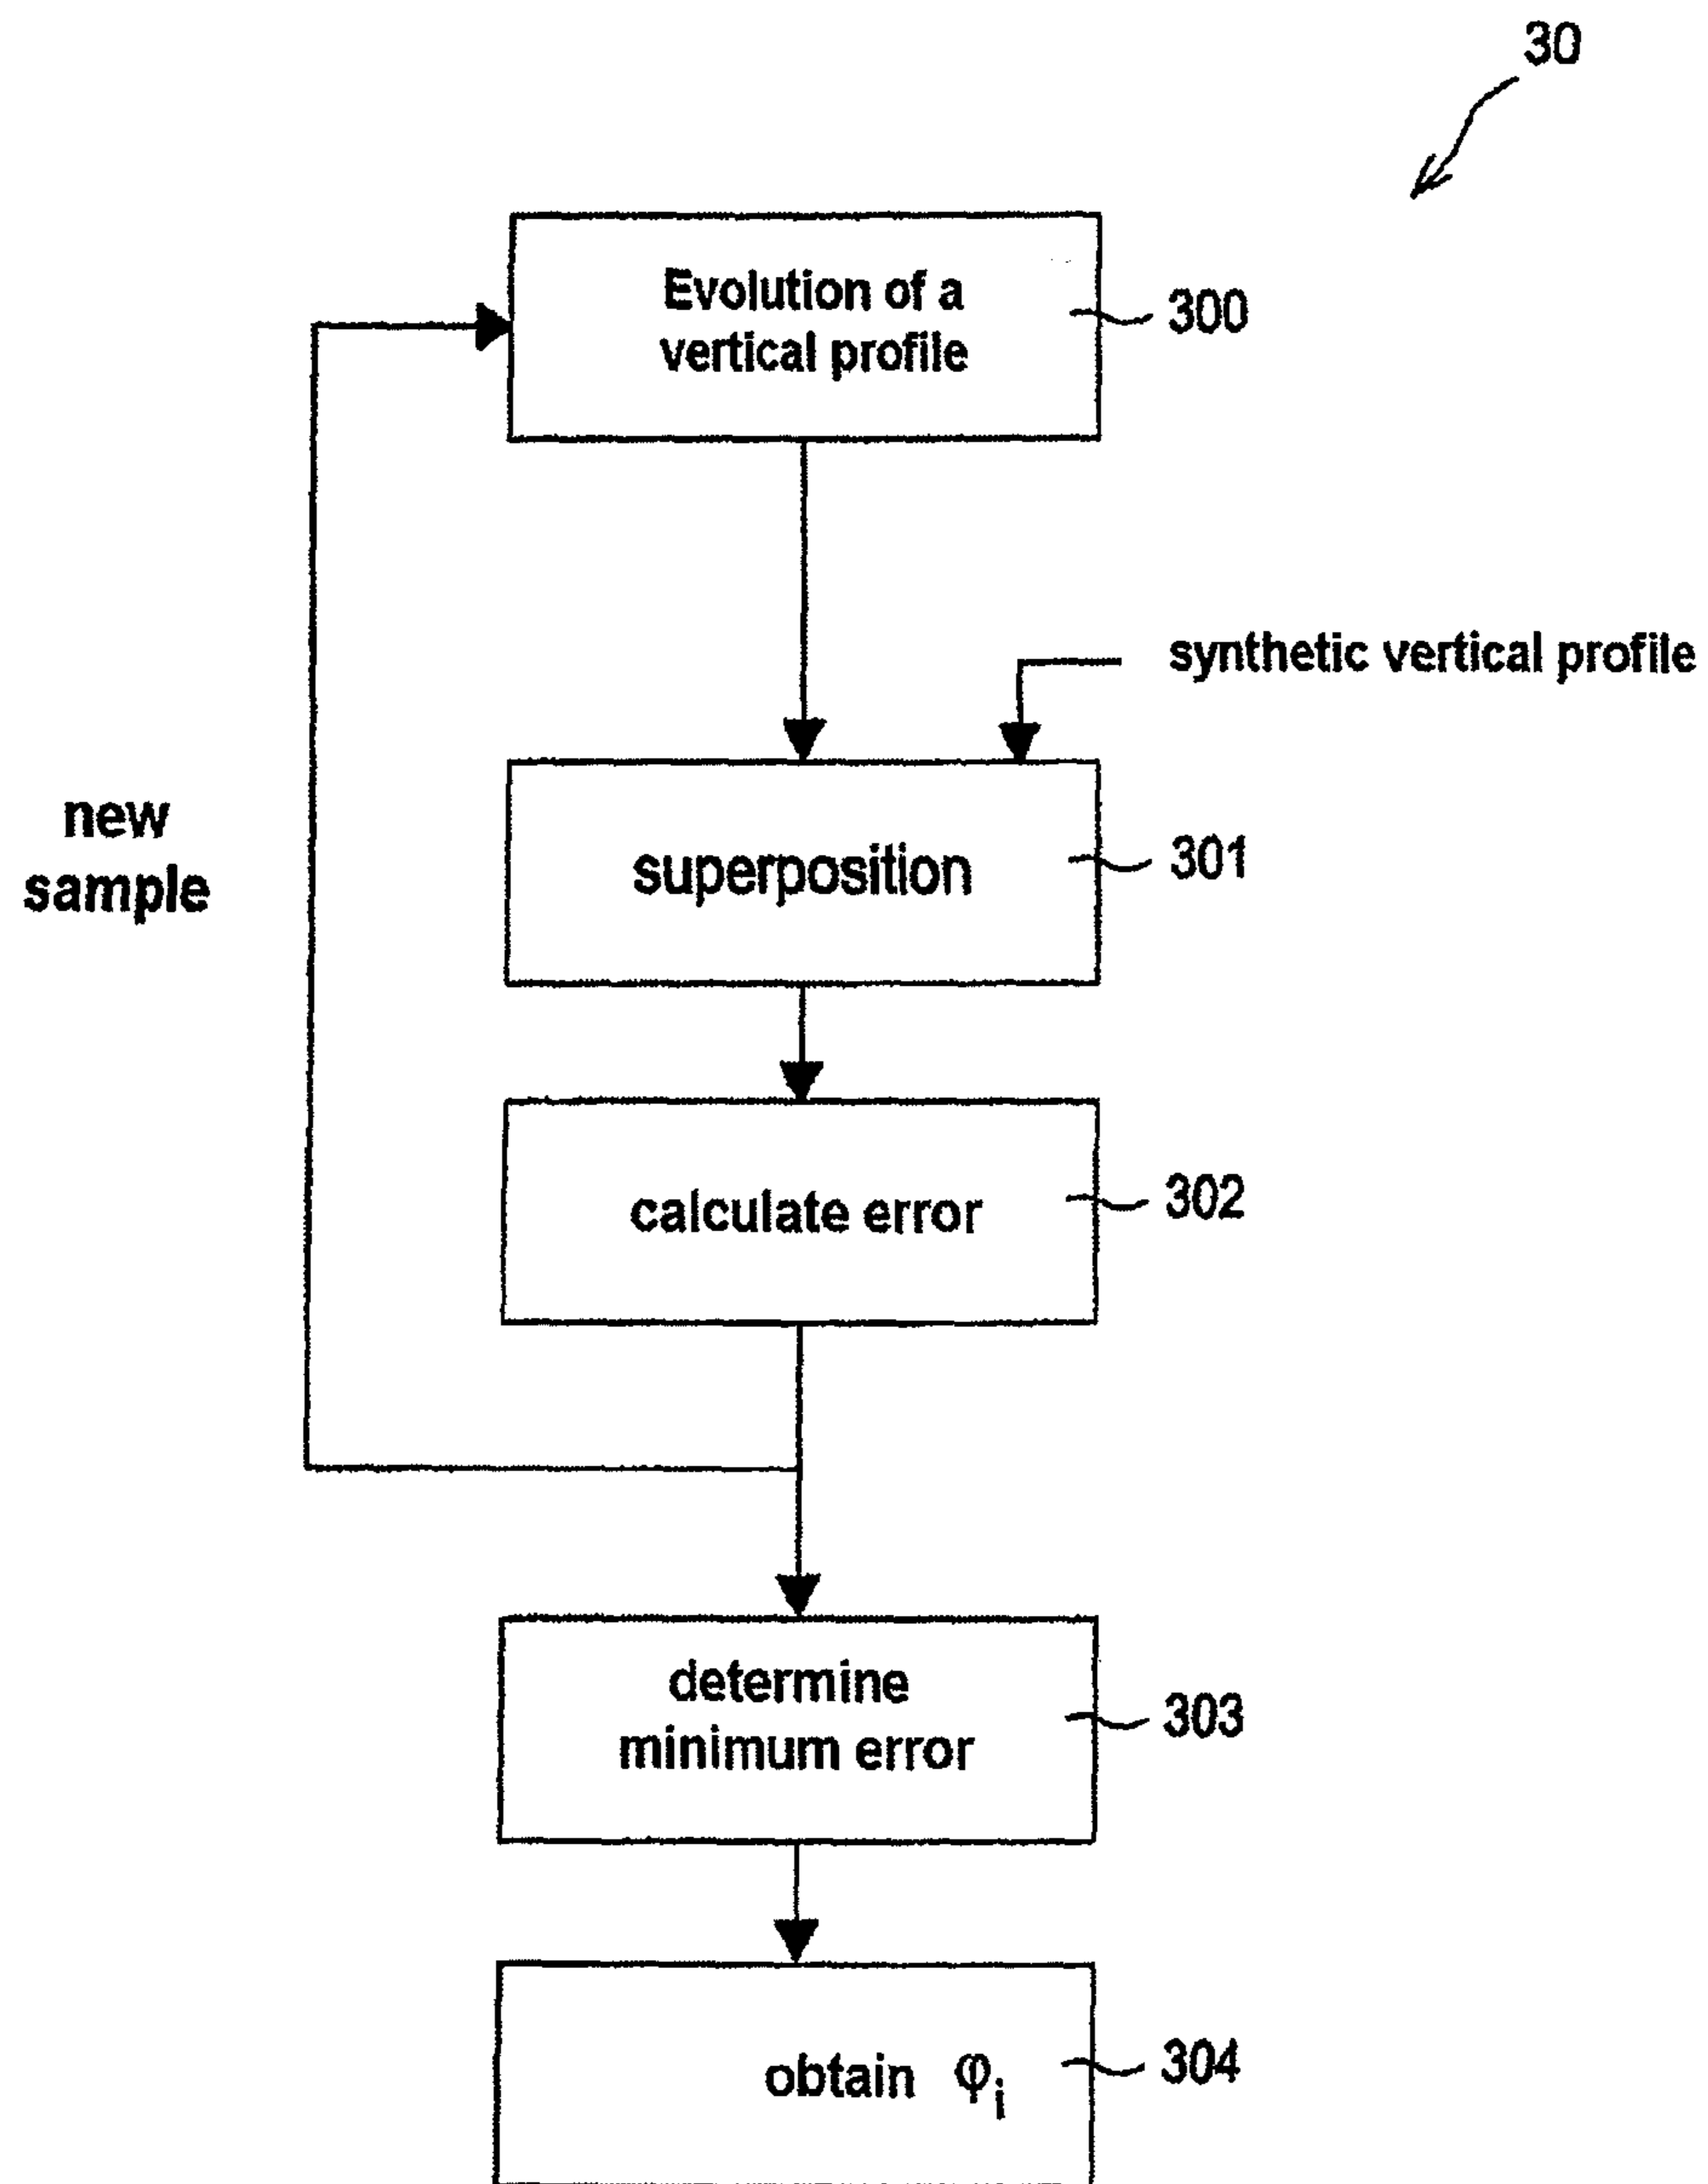 30
Evolution of a
vertical profile
300
synthetic vertical profile
new
sample
superposition
301
calculate error
302
determine
minimum error
303
obtain φi
304